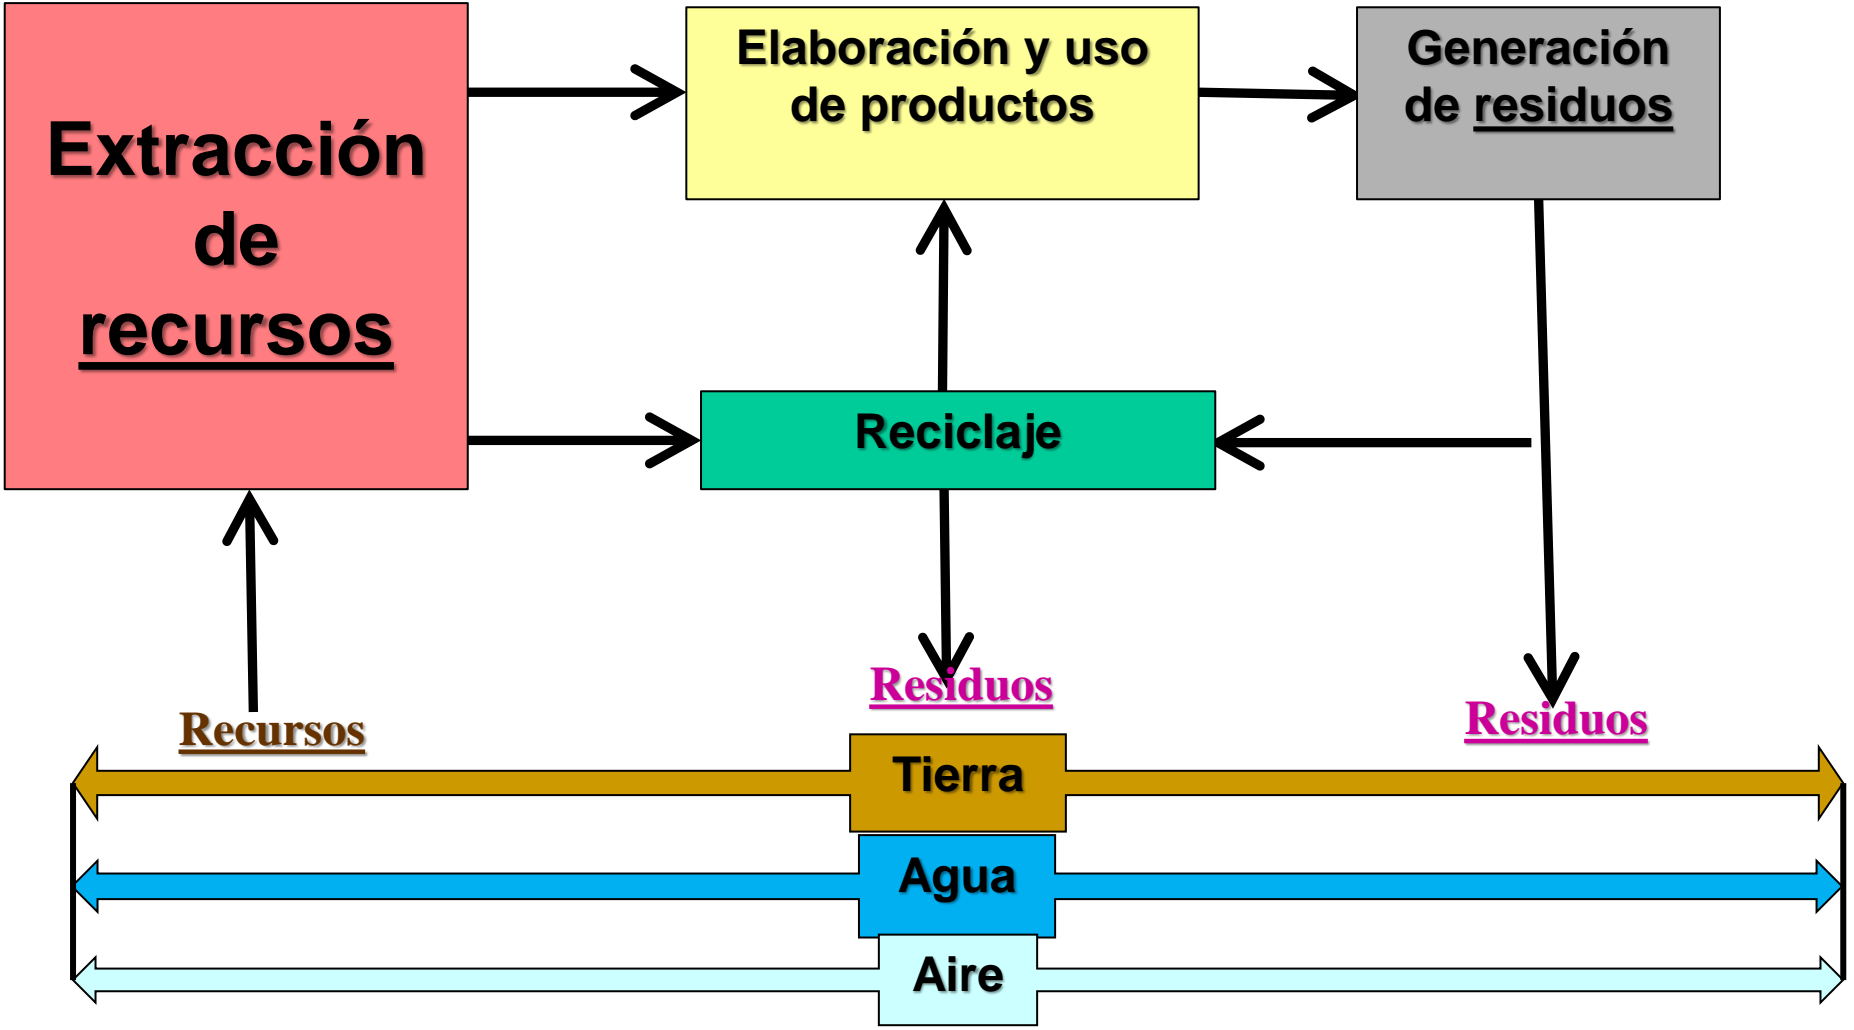 Extracción
de
recursos
Elaboración y uso
de productos
Generación
de residuos
Reciclaje
Recursos
Residuos
Residuos
Tierra
Agua
Aire